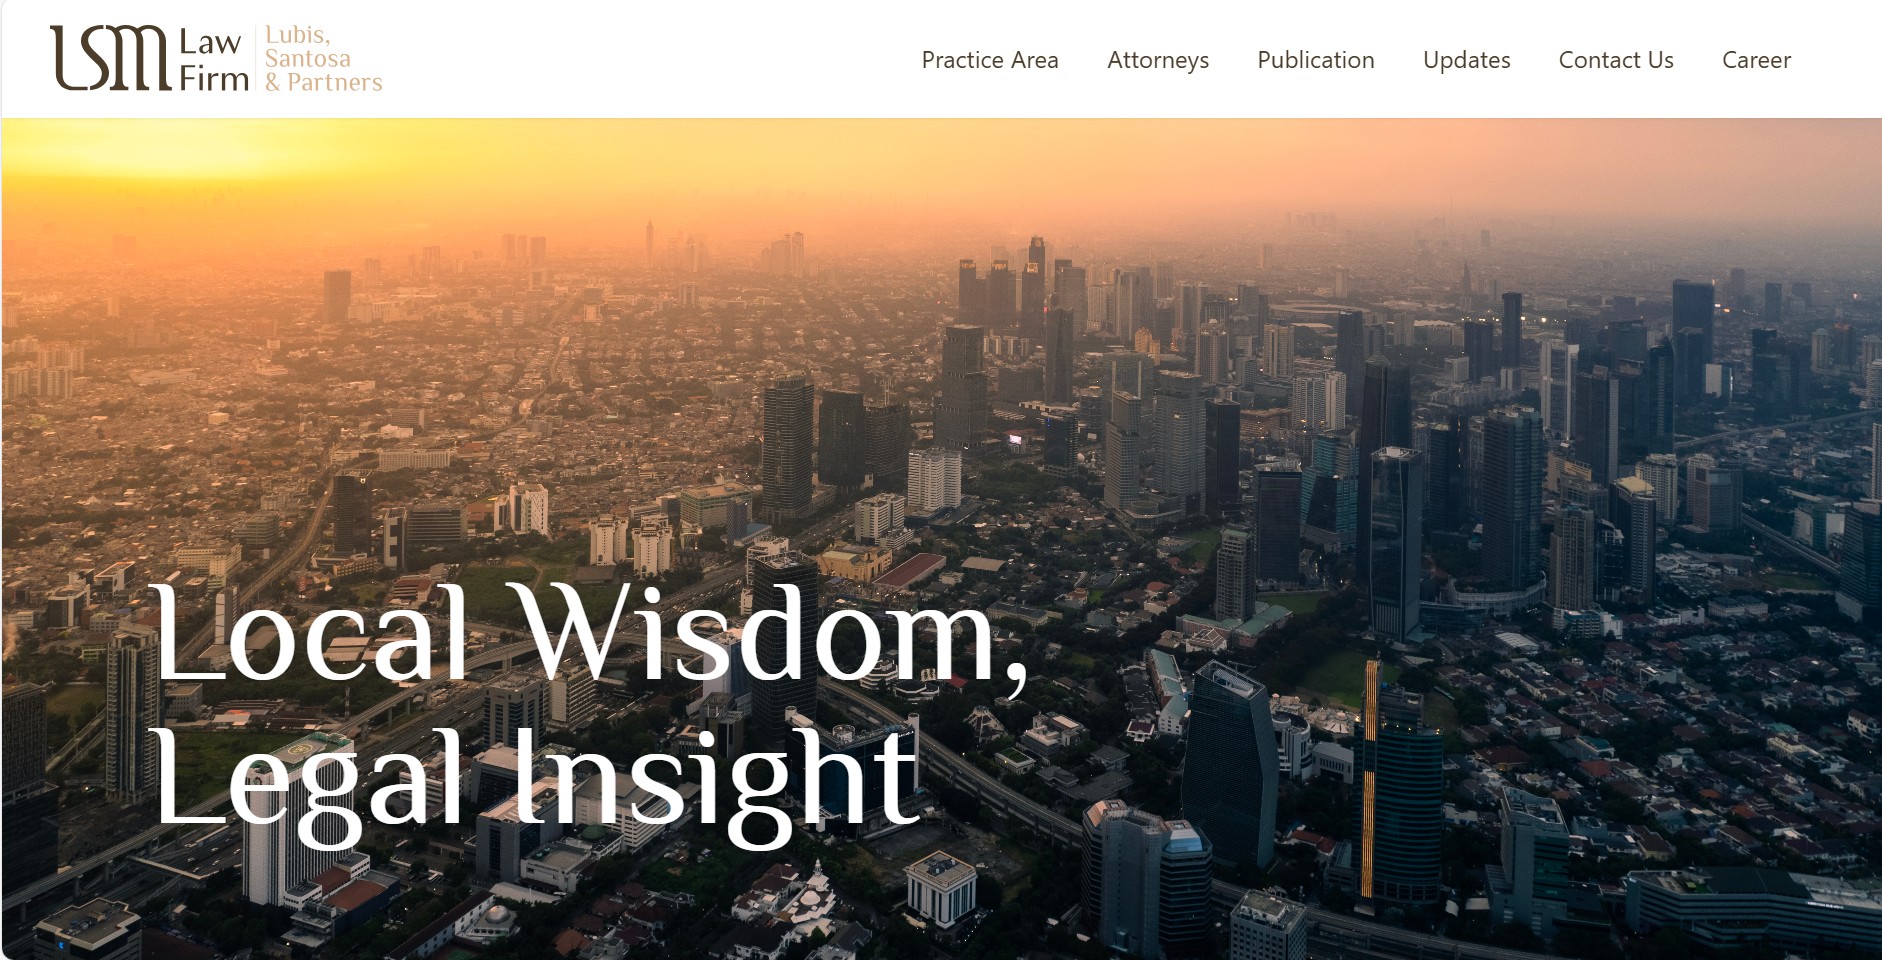 LSM Law Firm
Lubis, Santosa & Partners
Practice Area Attorneys Publication Updates Contact Us Career
Local Wisdom,
Legal Insight